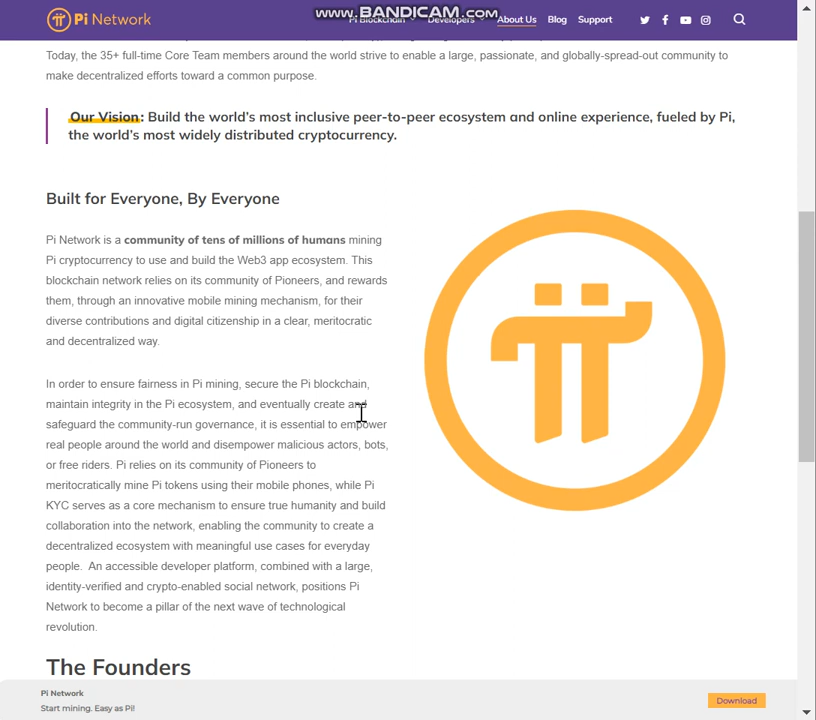 www.BANDICAM.com
Pi Network
Pi Blockchain
Developers
About Us
Blog
Support
Today, the 35+ full-time Core Team members around the world strive to enable a large, passionate, and globally-spread-out community to
make decentralized efforts toward a common purpose.
Our Vision: Build the world's most inclusive peer-to-peer ecosystem and online experience, fueled by Pi,
the world's most widely distributed cryptocurrency.
Built for Everyone, By Everyone
Pi Network is a community of tens of millions of humans mining
Pi cryptocurrency to use and build the Web3 app ecosystem. This
blockchain network relies on its community of Pioneers, and rewards
them, through an innovative mobile mining mechanism, for their
diverse contributions and digital citizenship in a clear, meritocratic
and decentralized way.
In order to ensure fairness in Pi mining, secure the Pi blockchain,
maintain integrity in the Pi ecosystem, and eventually create and
safeguard the community-run governance, it is essential to empower
real people around the world and disempower malicious actors, bots,
or free riders. Pi relies on its community of Pioneers to
meritocratically mine Pi tokens using their mobile phones, while Pi
KYC serves as a core mechanism to ensure true humanity and build
collaboration into the network, enabling the community to create a
decentralized ecosystem with meaningful use cases for everyday
people.  An accessible developer platform, combined with a large,
identity-verified and crypto-enabled social network, positions Pi
Network to become a pillar of the next wave of technological
revolution.
The Founders
Pi Network
Start mining. Easy as Pi!
Download